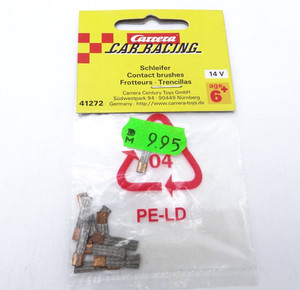 Carrera
CAR RACING
Schleifer
Contact brushes
Frotteurs · Trencillas
14 V
Carrera Century Toys GmbH
Südwestpark 94 · 90449 Nürnberg
Germany · http://www.carrera-toys.de
41272
age 6+
DM 9.95
04
PE-LD